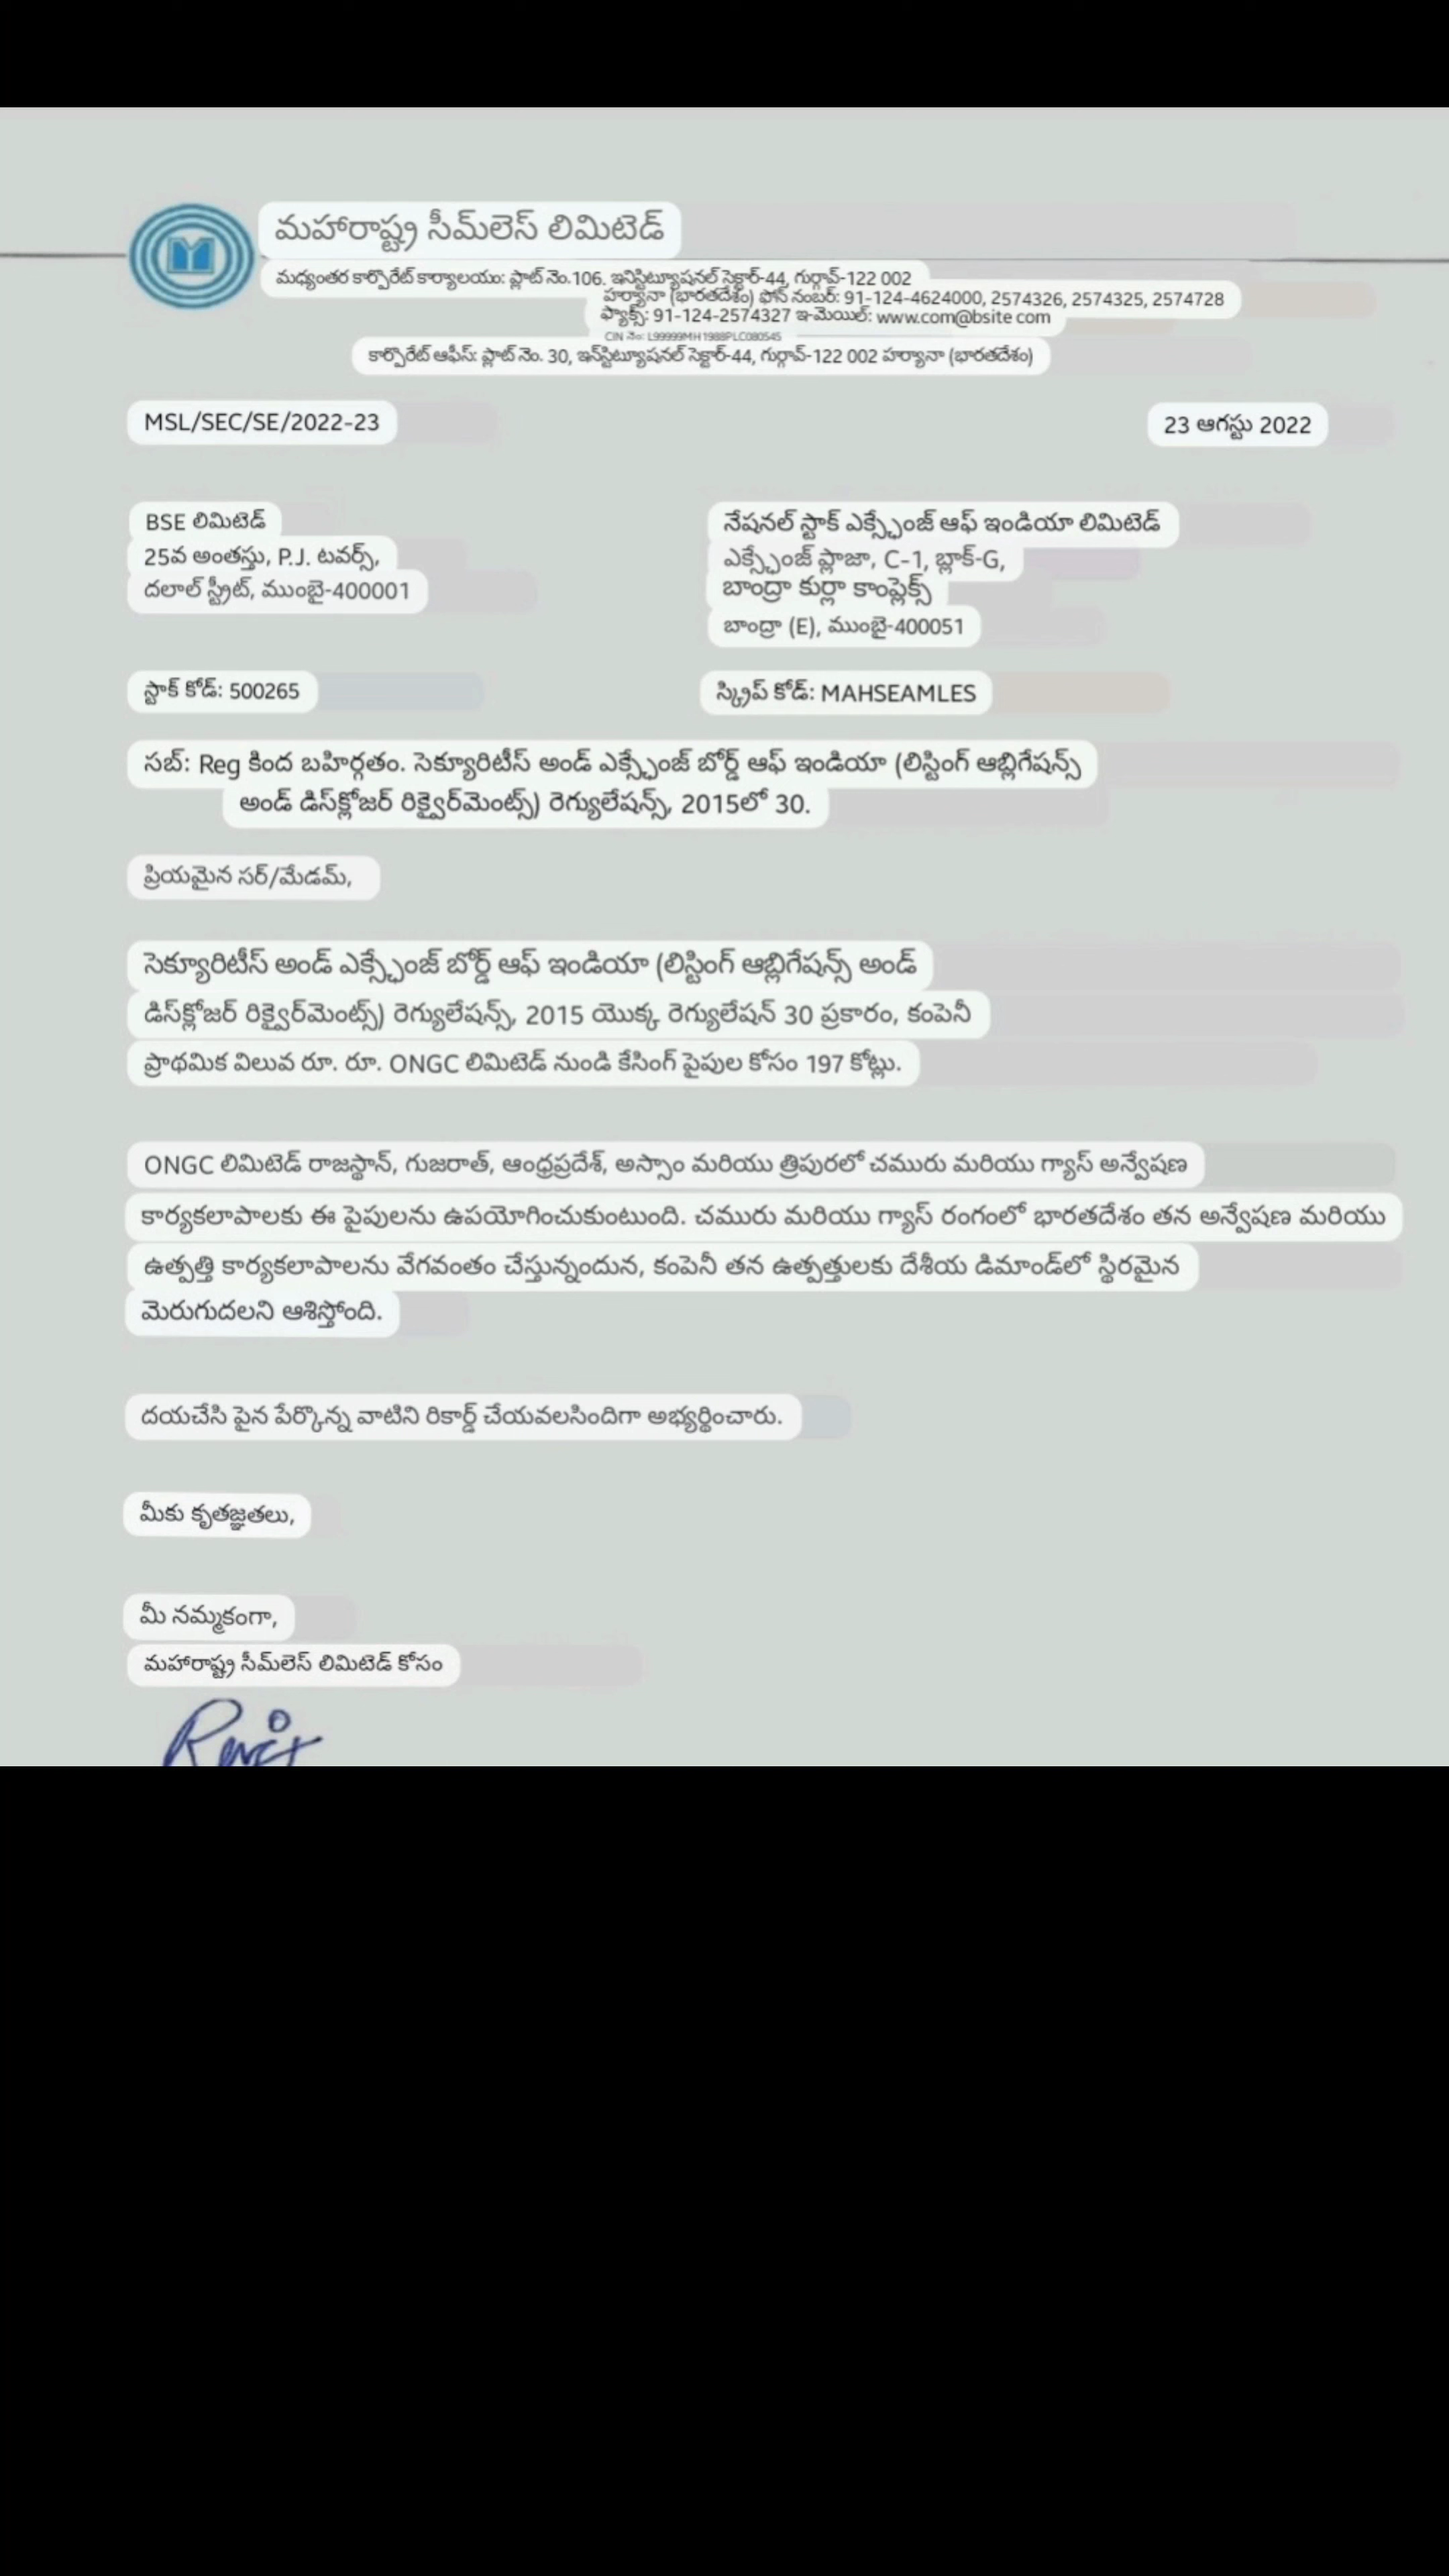 మహారాష్ట్ర సీమ్‌లెస్ లిమిటెడ్
మధ్యంతర కార్పొరేట్ కార్యాలయం: ప్లాట్ నెం.106, ఇనిస్టిట్యూషనల్ సెక్టార్-44, గుర్గావ్-122 002
హర్యానా (భారతదేశం) ఫోన్ నంబర్: 91-124-4624000, 2574326, 2574325, 2574728
ఫ్యాక్స్: 91-124-2574327 ఇ-మెయిల్: www.com@bsite com
CIN నెం: L99999MH1988PLC080545
కార్పొరేట్ ఆఫీస్: ప్లాట్ నెం. 30, ఇన్‌స్టిట్యూషనల్ సెక్టార్-44, గుర్గావ్-122 002 హర్యానా (భారతదేశం)
MSL/SEC/SE/2022-23
23 ఆగస్టు 2022
BSE లిమిటెడ్
25వ అంతస్తు, P.J. టవర్స్,
దలాల్ స్ట్రీట్, ముంబై-400001
నేషనల్ స్టాక్ ఎక్స్ఛేంజ్ ఆఫ్ ఇండియా లిమిటెడ్
ఎక్స్ఛేంజ్ ప్లాజా, C-1, బ్లాక్-G,
బాంద్రా కుర్లా కాంప్లెక్స్
బాంద్రా (E), ముంబై-400051
స్టాక్ కోడ్: 500265
స్క్రిప్ కోడ్: MAHSEAMLES
సబ్: Reg కింద బహిర్గతం. సెక్యూరిటీస్ అండ్ ఎక్స్ఛేంజ్ బోర్డ్ ఆఫ్ ఇండియా (లిస్టింగ్ ఆబ్లిగేషన్స్
అండ్ డిస్‌క్లోజర్ రిక్వైర్‌మెంట్స్) రెగ్యులేషన్స్, 2015లో 30.
ప్రియమైన సర్/మేడమ్,
సెక్యూరిటీస్ అండ్ ఎక్స్ఛేంజ్ బోర్డ్ ఆఫ్ ఇండియా (లిస్టింగ్ ఆబ్లిగేషన్స్ అండ్
డిస్‌క్లోజర్ రిక్వైర్‌మెంట్స్) రెగ్యులేషన్స్, 2015 యొక్క రెగ్యులేషన్ 30 ప్రకారం, కంపెనీ
ప్రాథమిక విలువ రూ. రూ. ONGC లిమిటెడ్ నుండి కేసింగ్ పైపుల కోసం 197 కోట్లు.
ONGC లిమిటెడ్ రాజస్థాన్, గుజరాత్, ఆంధ్రప్రదేశ్, అస్సాం మరియు త్రిపురలో చమురు మరియు గ్యాస్ అన్వేషణ
కార్యకలాపాలకు ఈ పైపులను ఉపయోగించుకుంటుంది. చమురు మరియు గ్యాస్ రంగంలో భారతదేశం తన అన్వేషణ మరియు
ఉత్పత్తి కార్యకలాపాలను వేగవంతం చేస్తున్నందున, కంపెనీ తన ఉత్పత్తులకు దేశీయ డిమాండ్‌లో స్థిరమైన
మెరుగుదలని ఆశిస్తోంది.
దయచేసి పైన పేర్కొన్న వాటిని రికార్డ్ చేయవలసిందిగా అభ్యర్థించారు.
మీకు కృతజ్ఞతలు,
మీ నమ్మకంగా,
మహారాష్ట్ర సీమ్‌లెస్ లిమిటెడ్ కోసం